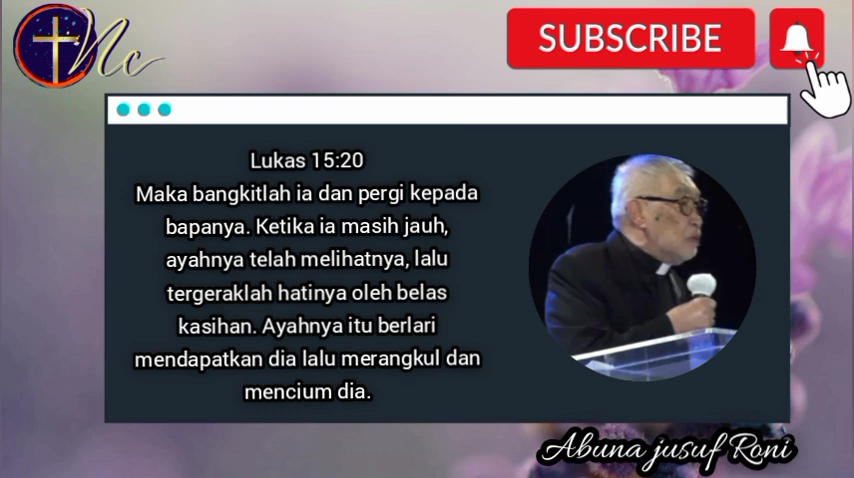 Nc
SUBSCRIBE
Lukas 15:20
Maka bangkitlah ia dan pergi kepada
bapanya. Ketika ia masih jauh,
ayahnya telah melihatnya, lalu
tergeraklah hatinya oleh belas
kasihan. Ayahnya itu berlari
mendapatkan dia lalu merangkul dan
mencium dia.
Abuna jusuf Roni